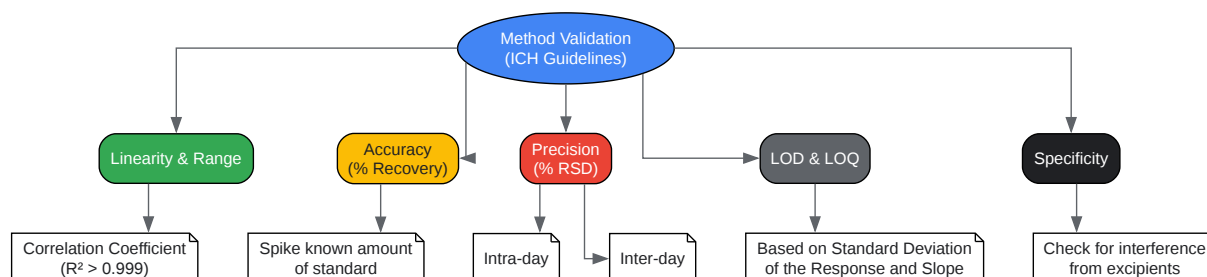 Method Validation
(ICH Guidelines)
Linearity & Range
Accuracy
(% Recovery)
Precision
(% RSD)
LOD & LOQ
Specificity
Correlation Coefficient
(R² > 0.999)
Spike known amount
of standard
Intra-day
Inter-day
Based on Standard Deviation
of the Response and Slope
Check for interference
from excipients